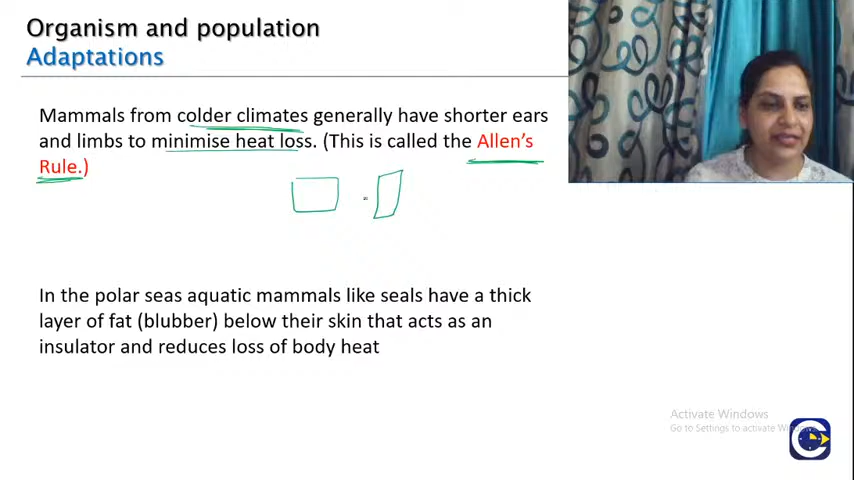 Organism and population
Adaptations
Mammals from colder climates generally have shorter ears
and limbs to minimise heat loss. (This is called the Allen's
Rule.)
In the polar seas aquatic mammals like seals have a thick
layer of fat (blubber) below their skin that acts as an
insulator and reduces loss of body heat
Activate Windows
Go to Settings to activate Windows.